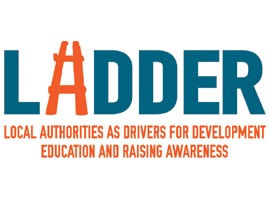 LADDER
LOCAL AUTHORITIES AS DRIVERS FOR DEVELOPMENT
EDUCATION AND RAISING AWARENESS